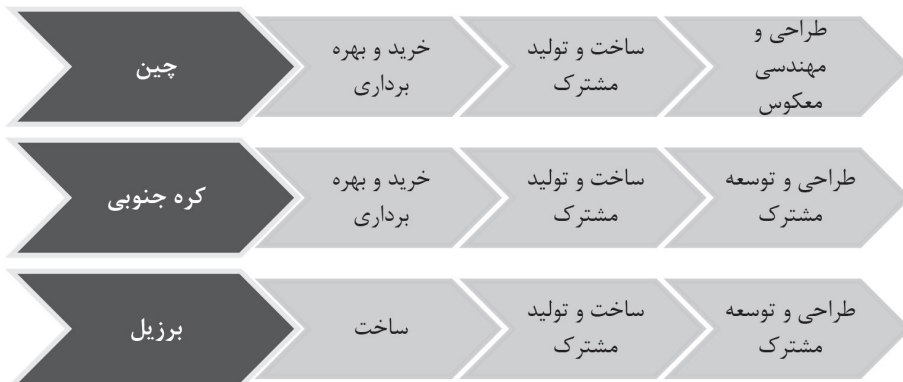 چین
خرید و بهره
برداری
ساخت و تولید
مشترک
طراحی و
مهندسی
معکوس
کره جنوبی
خرید و بهره
برداری
ساخت و تولید
مشترک
طراحی و توسعه
مشترک
برزیل
ساخت
ساخت و تولید
مشترک
طراحی و توسعه
مشترک